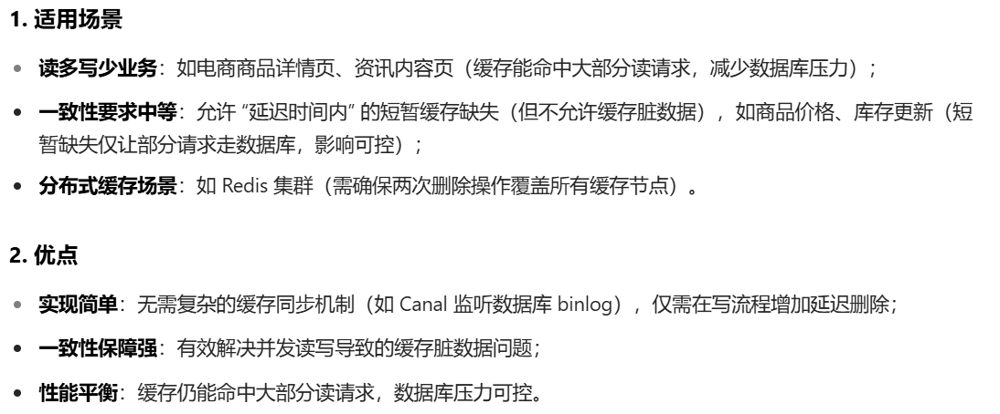 1. 适用场景
读多写少业务：如电商商品详情页、资讯内容页（缓存能命中大部分读请求，减少数据库压力）；
一致性要求中等：允许 “延迟时间内” 的短暂缓存缺失（但不允许缓存脏数据），如商品价格、库存更新（短
暂缺失仅让部分请求走数据库，影响可控）；
分布式缓存场景：如 Redis 集群（需确保两次删除操作覆盖所有缓存节点）。
2. 优点
实现简单：无需复杂的缓存同步机制（如 Canal 监听数据库 binlog），仅需在写流程增加延迟删除；
一致性保障强：有效解决并发读写导致的缓存脏数据问题；
性能平衡：缓存仍能命中大部分读请求，数据库压力可控。